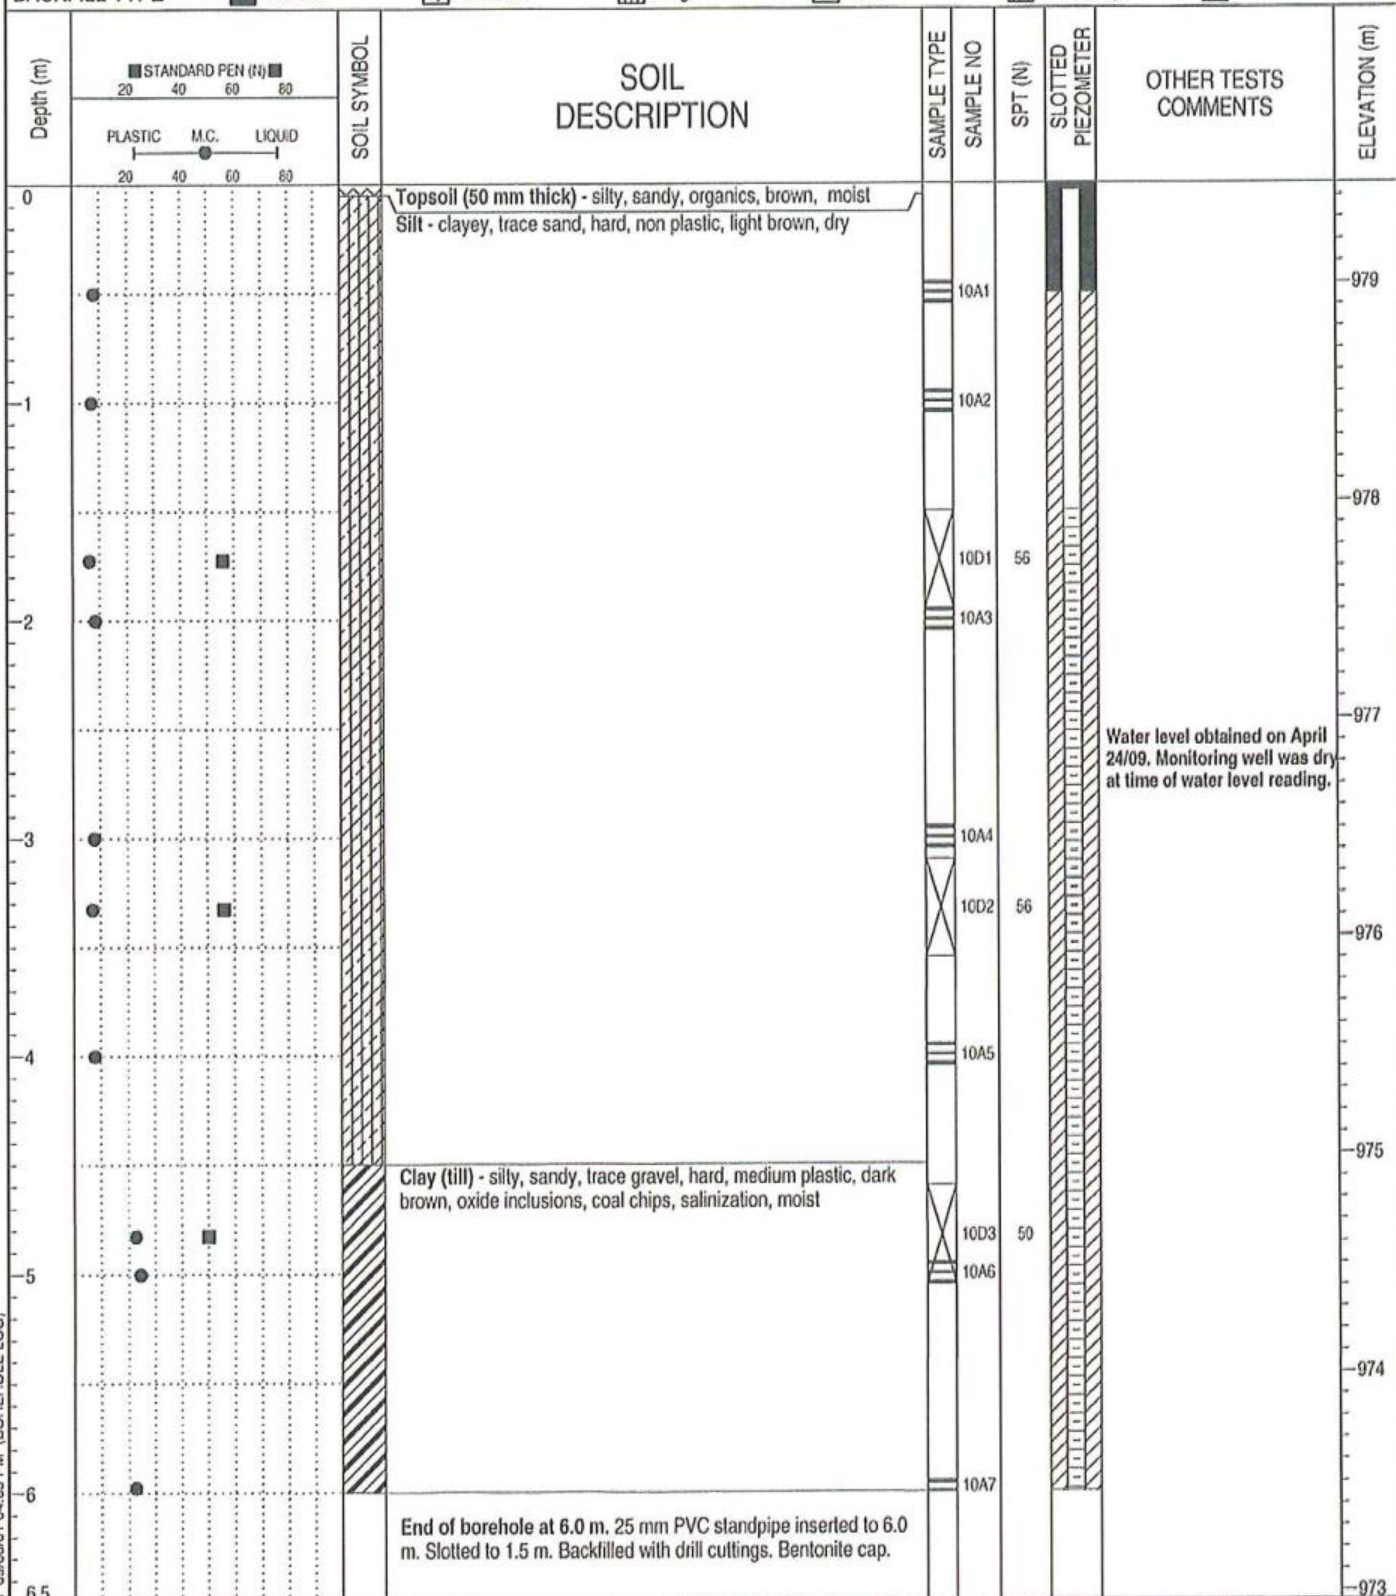 Depth (m)
STANDARD PEN (N)
20 40 60 80
PLASTIC M.C. LIQUID
20 40 60 80
SOIL SYMBOL
SOIL
DESCRIPTION
SAMPLE TYPE
SAMPLE NO
SPT (N)
SLOTTED
PIEZOMETER
OTHER TESTS
COMMENTS
ELEVATION (m)
0
Topsoil (50 mm thick) - silty, sandy, organics, brown, moist
Silt - clayey, trace sand, hard, non plastic, light brown, dry
979
10A1
1
10A2
978
10D1 56
2
10A3
977
Water level obtained on April
24/09. Monitoring well was dry
at time of water level reading.
3
10A4
10D2 56
976
4
10A5
975
Clay (till) - silty, sandy, trace gravel, hard, medium plastic, dark
brown, oxide inclusions, coal chips, salinization, moist
10D3 50
5
10A6
974
6
10A7
End of borehole at 6.0 m. 25 mm PVC standpipe inserted to 6.0
m. Slotted to 1.5 m. Backfilled with drill cuttings. Bentonite cap.
6.5
973